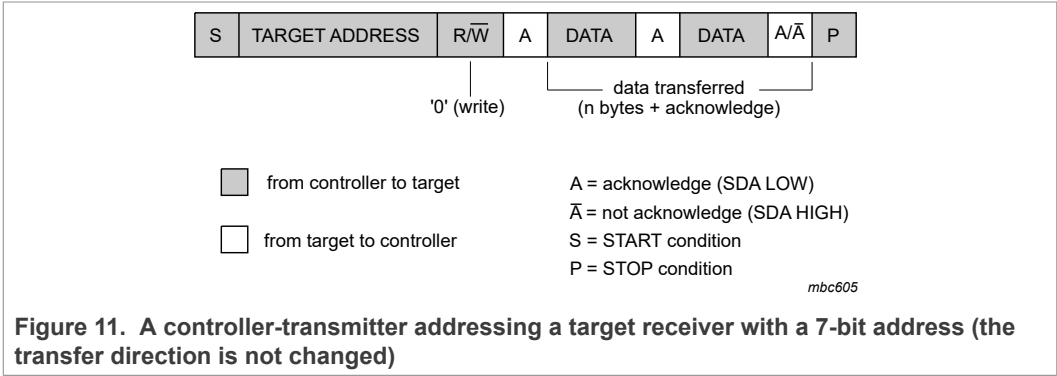 S TARGET ADDRESS R/W̅ A DATA A DATA A/A̅ P
'0' (write)
data transferred
(n bytes + acknowledge)
from controller to target
from target to controller
A = acknowledge (SDA LOW)
A̅ = not acknowledge (SDA HIGH)
S = START condition
P = STOP condition
mbc605
Figure 11. A controller-transmitter addressing a target receiver with a 7-bit address (the
transfer direction is not changed)